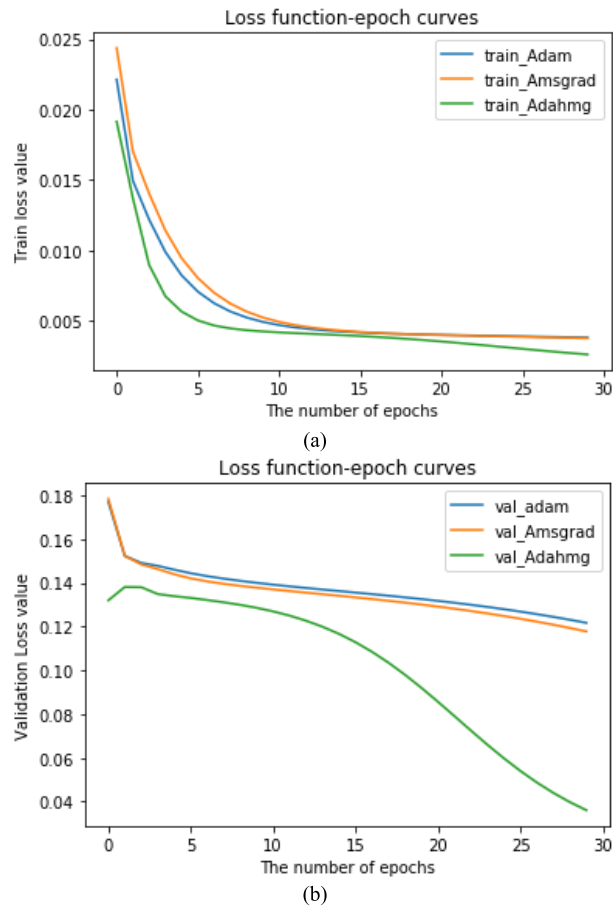 Loss function-epoch curves
0.025
0.020
0.015
0.010
0.005
Train loss value
train_Adam
train_Amsgrad
train_Adahmg
0 5 10 15 20 25 30
The number of epochs
(a)
Loss function-epoch curves
0.18
0.16
0.14
0.12
0.10
0.08
0.06
0.04
Validation Loss value
val_adam
val_Amsgrad
val_Adahmg
0 5 10 15 20 25 30
The number of epochs
(b)